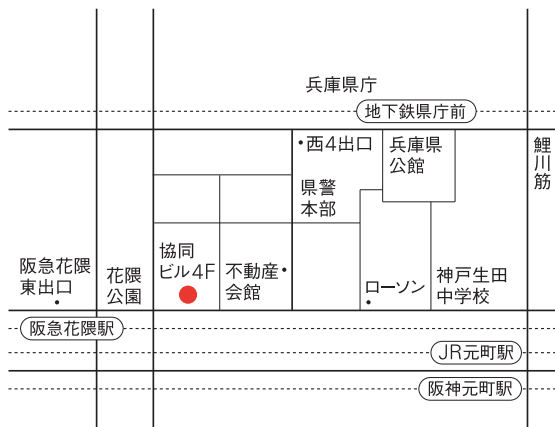 兵庫県庁
地下鉄県庁前
・西4出口
兵庫県
公館
鯉川筋
県警
本部
阪急花隈
東出口
花隈
公園
協同
ビル4F
不動産・
会館
ローソン
神戸生田
中学校
阪急花隈駅
JR元町駅
阪神元町駅